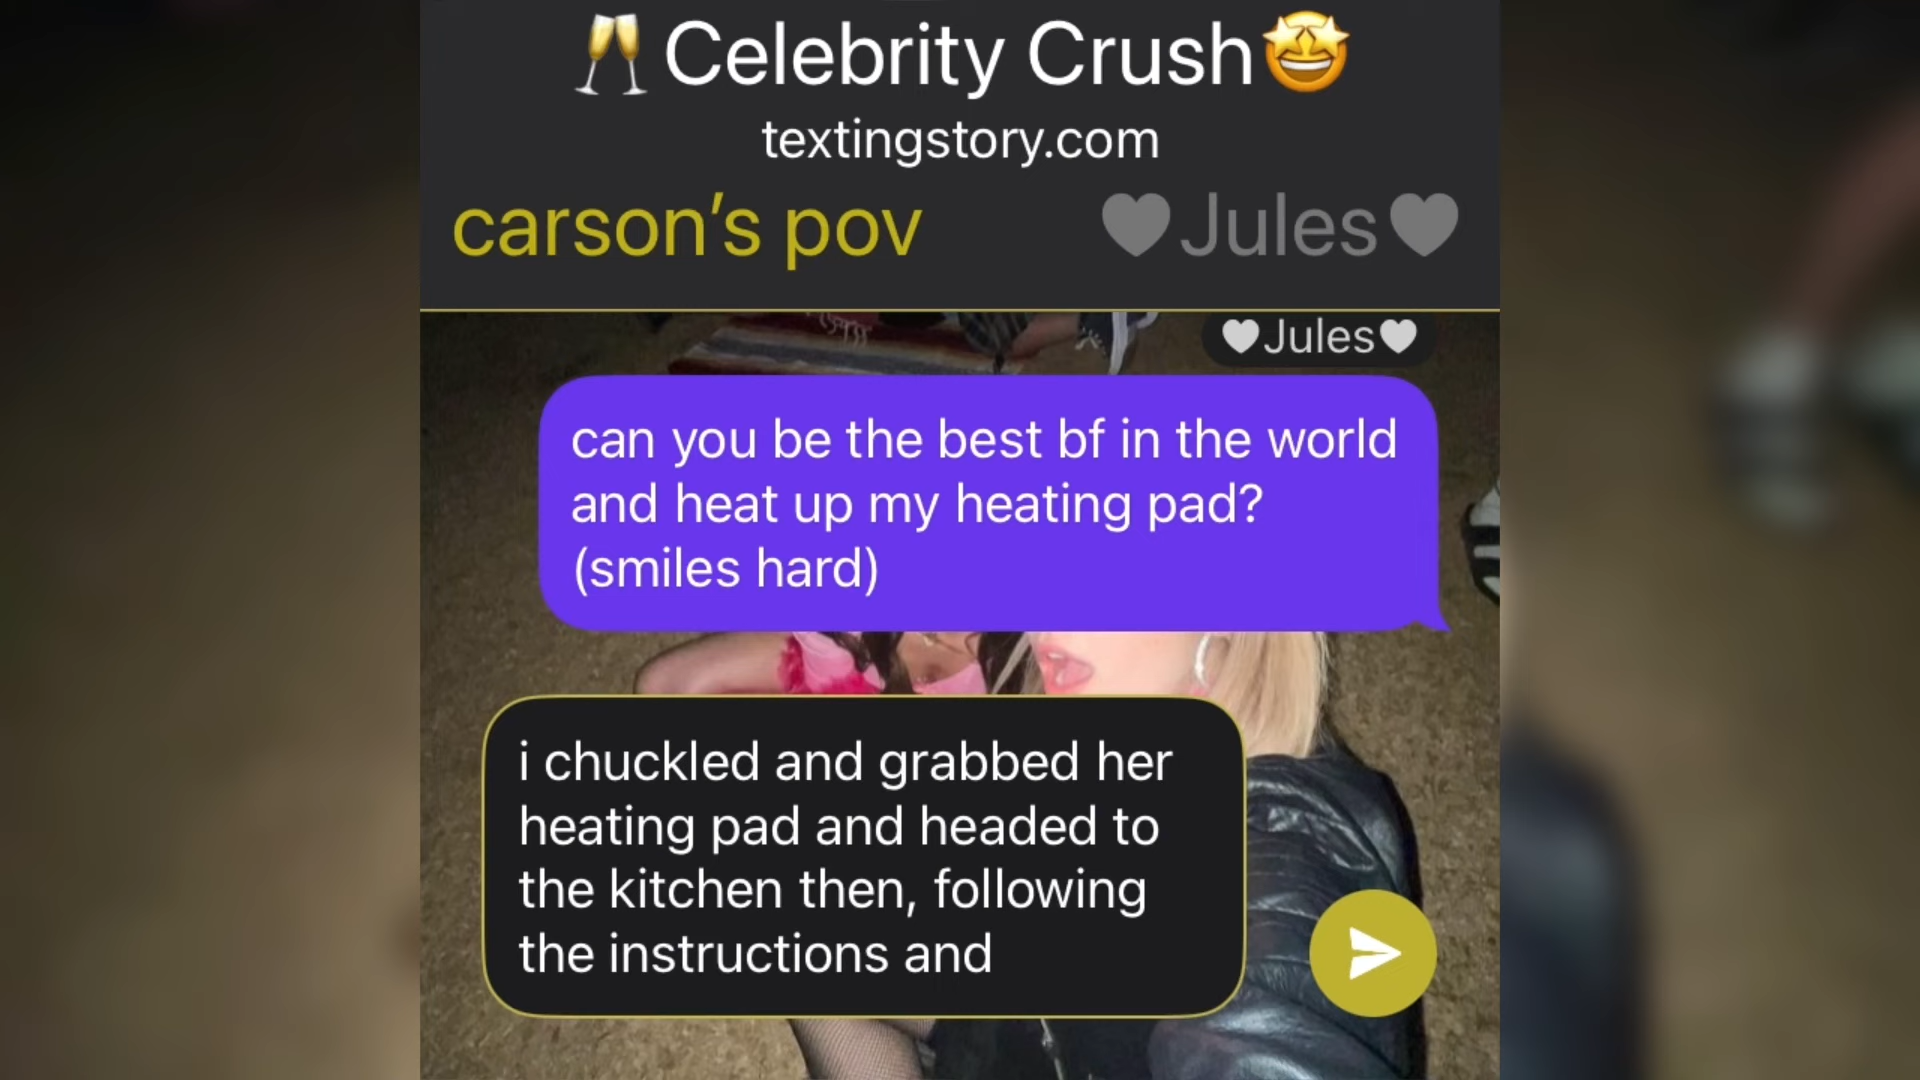 🥂Celebrity Crush🤩
textingstory.com
carson’s pov
🤍Jules🤍
🤍Jules🤍
can you be the best bf in the world
and heat up my heating pad?
(smiles hard)
i chuckled and grabbed her
heating pad and headed to
the kitchen then, following
the instructions and